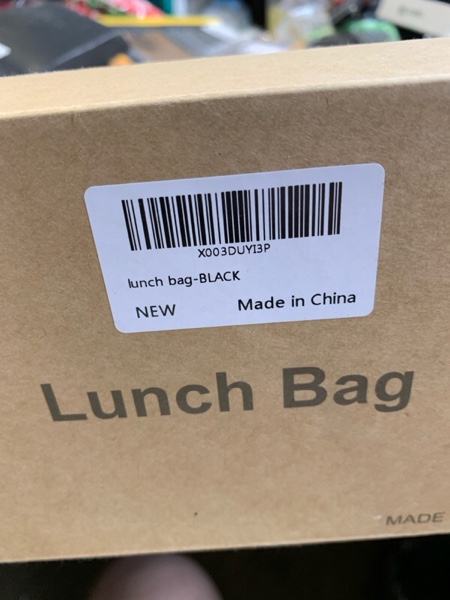 X003DUYI3P
lunch bag-BLACK
NEW Made in China
Lunch Bag
MADE